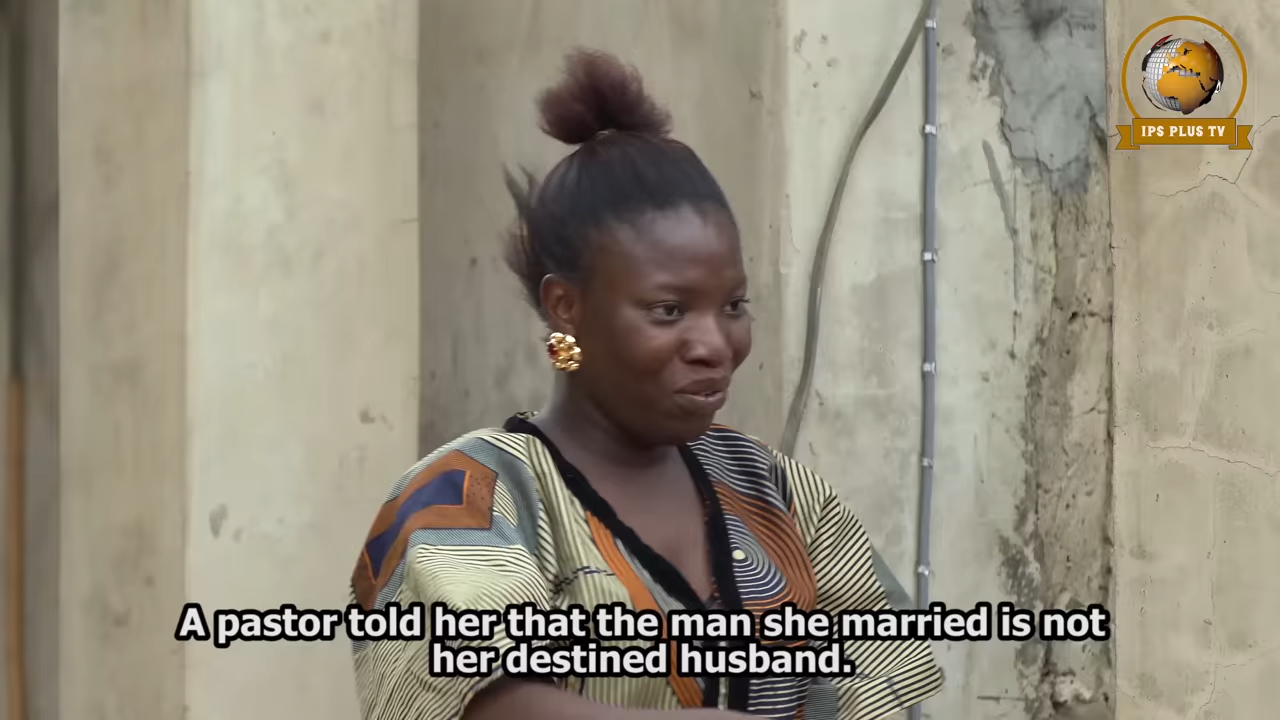 IPS PLUS TV
A pastor told her that the man she married is not
her destined husband.